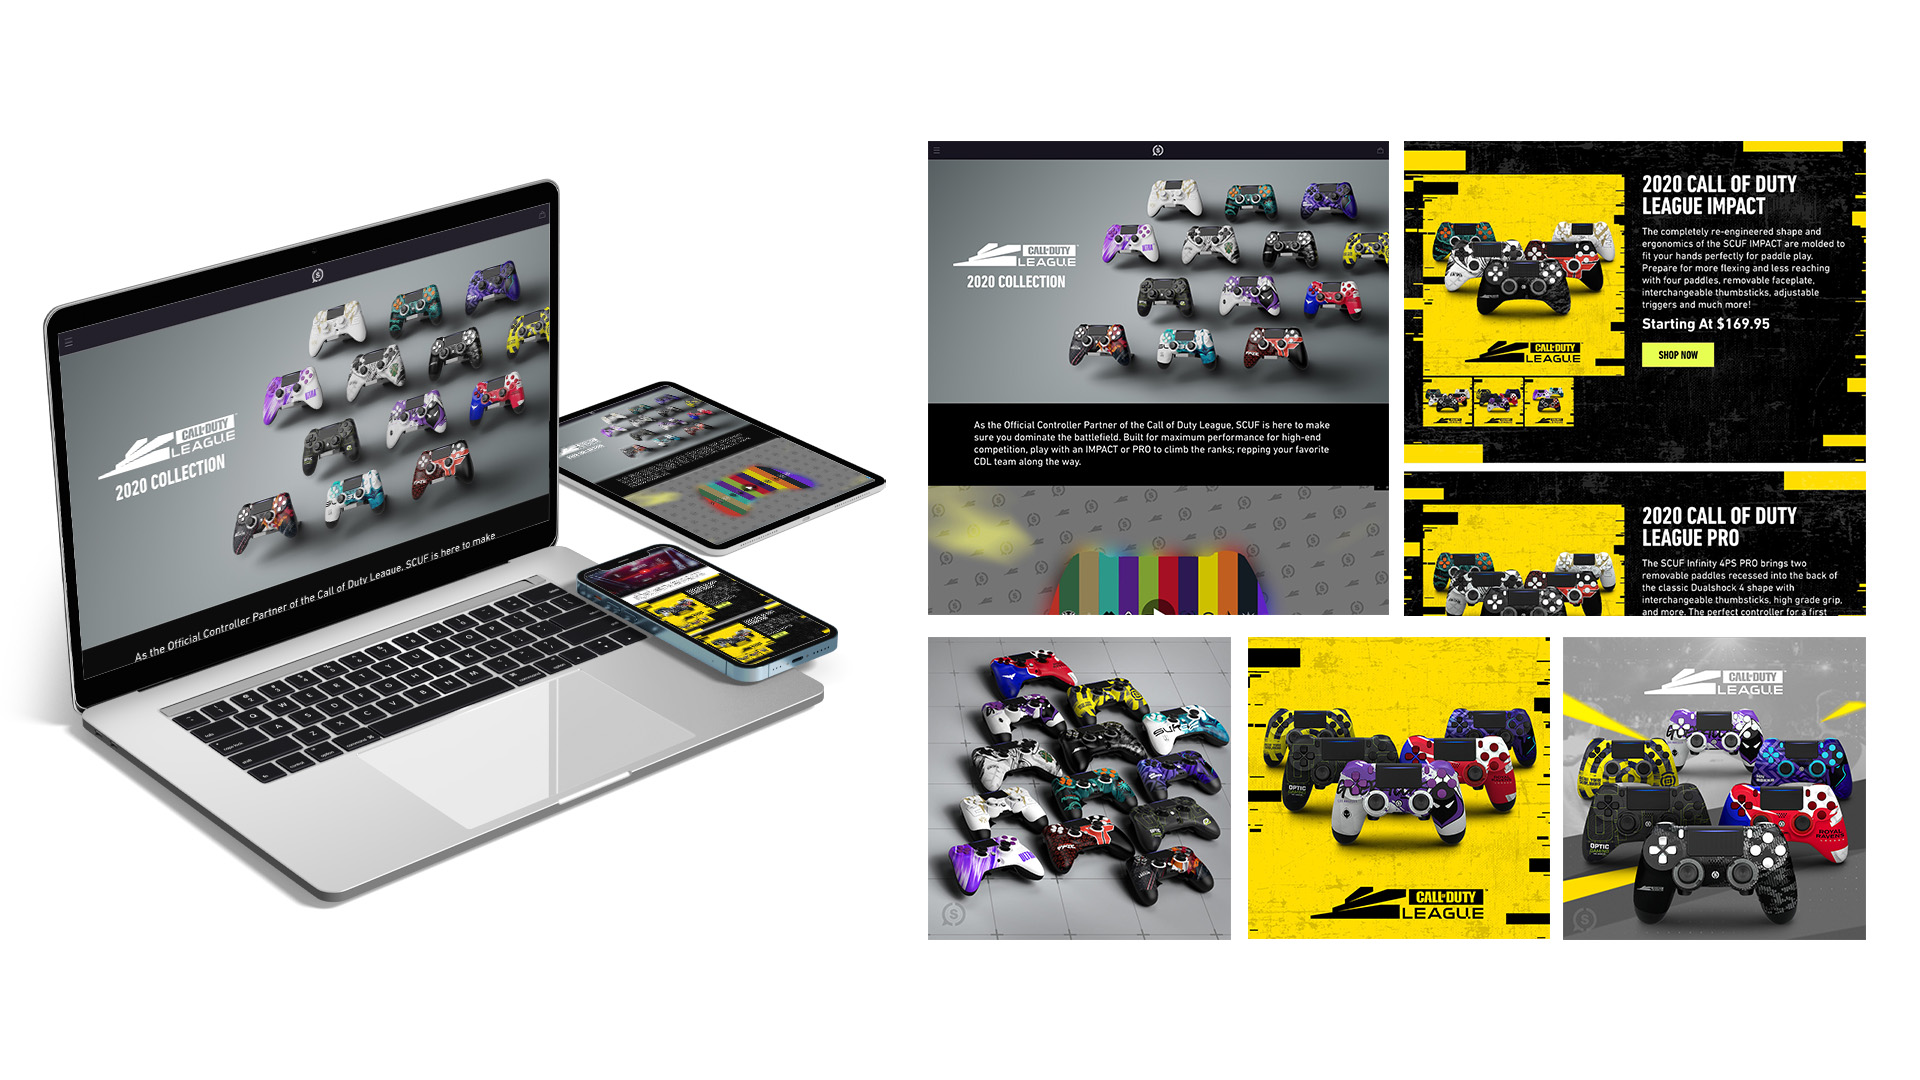 CALL OF DUTY
LEAGUE
2020 COLLECTION
As the Official Controller Partner of the Call of Duty League, SCUF is here to make
CALL OF DUTY
LEAGUE
2020 COLLECTION
As the Official Controller Partner of the Call of Duty League, SCUF is here to make
sure you dominate the battlefield. Built for maximum performance for high-end
competition, play with an IMPACT or PRO to climb the ranks; repping your favorite
CDL team along the way.
2020 CALL OF DUTY
LEAGUE IMPACT
The completely re-engineered shape and
ergonomics of the SCUF IMPACT are molded to
fit your hands perfectly for paddle play.
Prepare for more flexing and less reaching
with four paddles, removable faceplate,
interchangeable thumbsticks, adjustable
triggers and much more!
Starting At $169.95
SHOP NOW
CALL OF DUTY
LEAGUE
2020 CALL OF DUTY
LEAGUE PRO
The SCUF Infinity 4PS PRO brings two
removable paddles recessed into the back of
the classic Dualshock 4 shape with
interchangeable thumbsticks, high grade grip,
and more. The perfect controller for a first
OPTIC
CALL OF DUTY
LEAGUE
CALL OF DUTY
LEAGUE
OPTIC
ROYAL
RAVENS